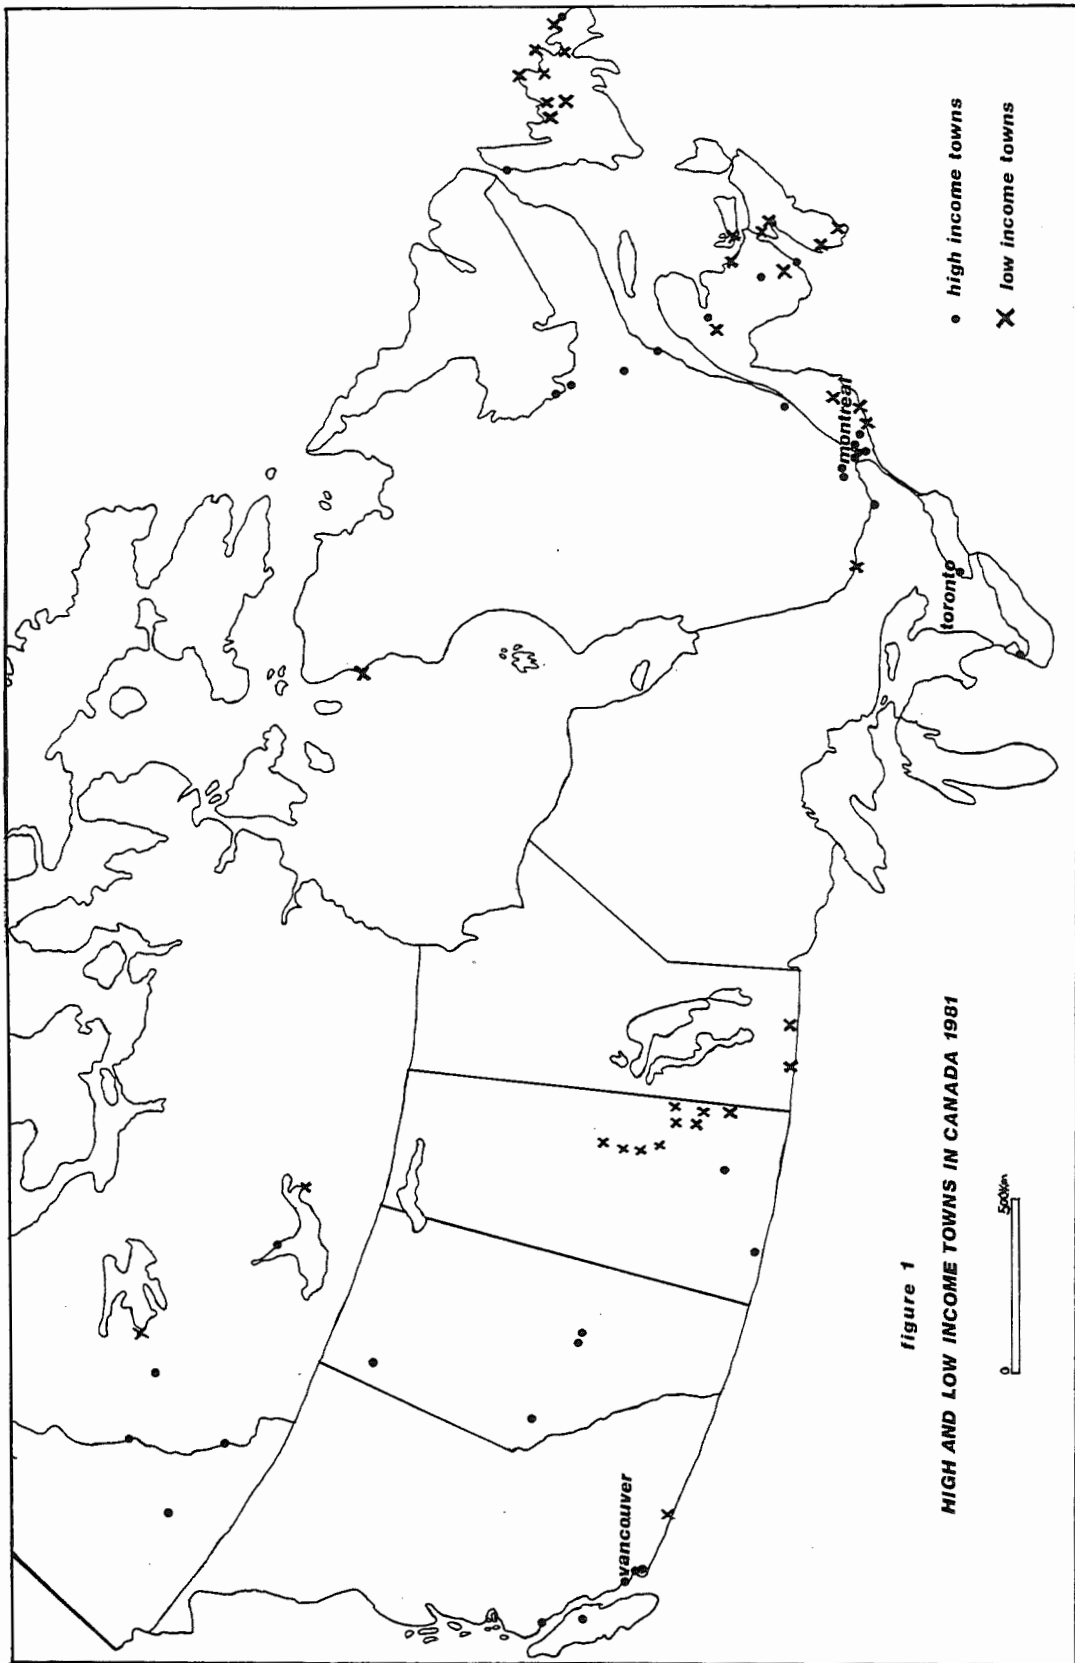 vancouver
toronto
montreal
• high income towns
X low income towns
figure 1
HIGH AND LOW INCOME TOWNS IN CANADA 1981
0 500Km